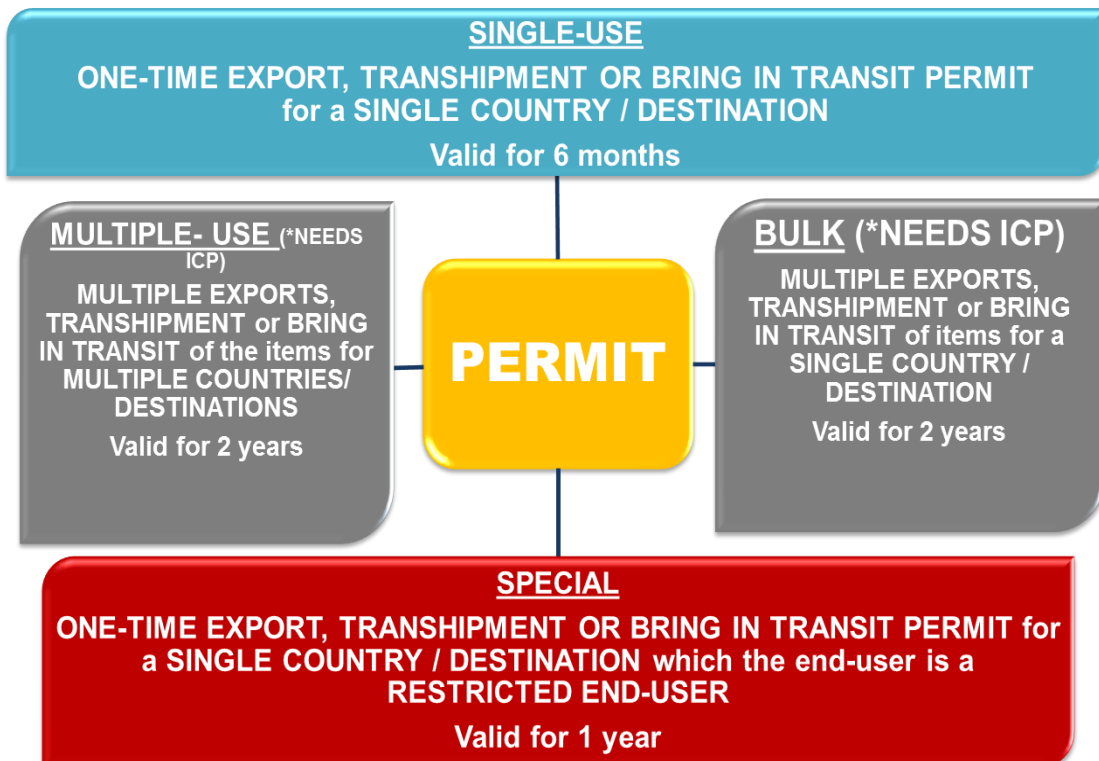 SINGLE-USE
ONE-TIME EXPORT, TRANSHIPMENT OR BRING IN TRANSIT PERMIT
for a SINGLE COUNTRY / DESTINATION
Valid for 6 months
MULTIPLE- USE (*NEEDS
ICP)
MULTIPLE EXPORTS,
TRANSHIPMENT or BRING
IN TRANSIT of the items for
MULTIPLE COUNTRIES/
DESTINATIONS
Valid for 2 years
PERMIT
BULK (*NEEDS ICP)
MULTIPLE EXPORTS,
TRANSHIPMENT or BRING
IN TRANSIT of items for a
SINGLE COUNTRY /
DESTINATION
Valid for 2 years
SPECIAL
ONE-TIME EXPORT, TRANSHIPMENT OR BRING IN TRANSIT PERMIT for
a SINGLE COUNTRY / DESTINATION which the end-user is a
RESTRICTED END-USER
Valid for 1 year